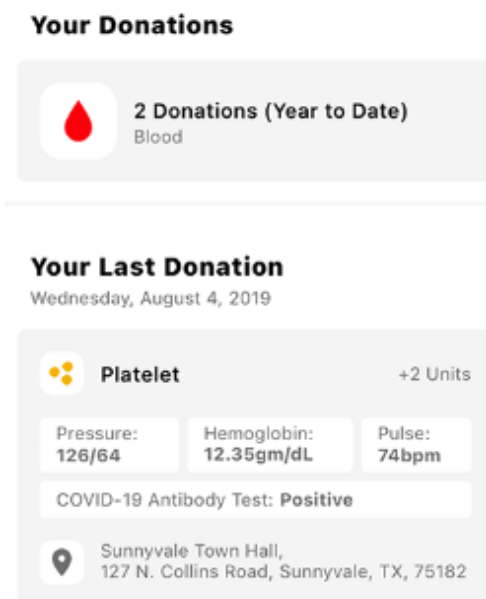 Your Donations
2 Donations (Year to Date)
Blood
Your Last Donation
Wednesday, August 4, 2019
Platelet
+2 Units
Pressure:
126/64
Hemoglobin:
12.35gm/dL
Pulse:
74bpm
COVID-19 Antibody Test: Positive
Sunnyvale Town Hall,
127 N. Collins Road, Sunnyvale, TX, 75182